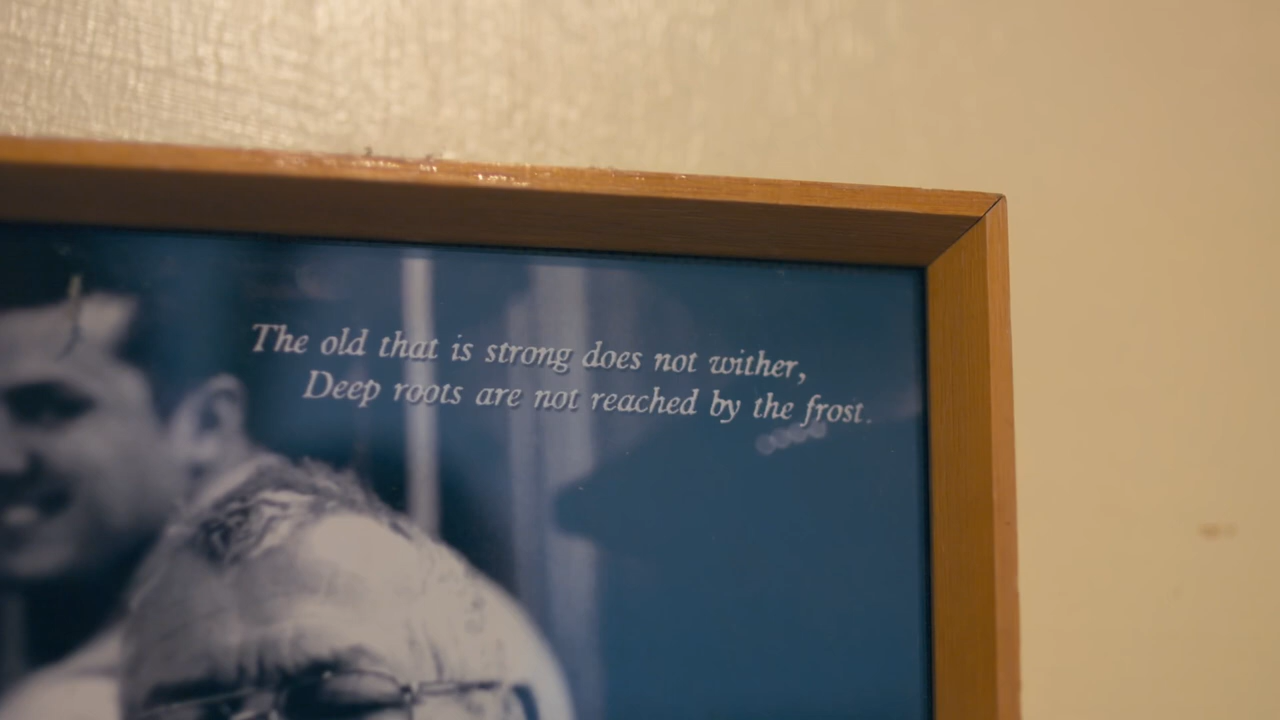 The old that is strong does not wither,
Deep roots are not reached by the frost.